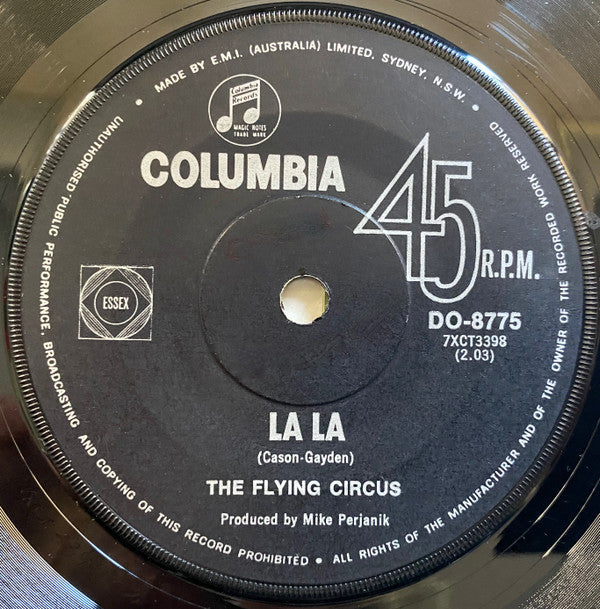 MADE BY E.M.I. (AUSTRALIA) LIMITED, SYDNEY, N.S.W.
Columbia
Records
MAGIC NOTES
TRADE MARK
COLUMBIA
45
R.P.M.
ESSEX
DO-8775
7XCT3398
(2.03)
LA LA
(Cason-Gayden)
THE FLYING CIRCUS
Produced by Mike Perjanik
UNAUTHORISED PUBLIC PERFORMANCE, BROADCASTING AND COPYING OF THIS RECORD PROHIBITED • ALL RIGHTS OF THE MANUFACTURER AND OF THE OWNER OF THE RECORDED WORK RESERVED